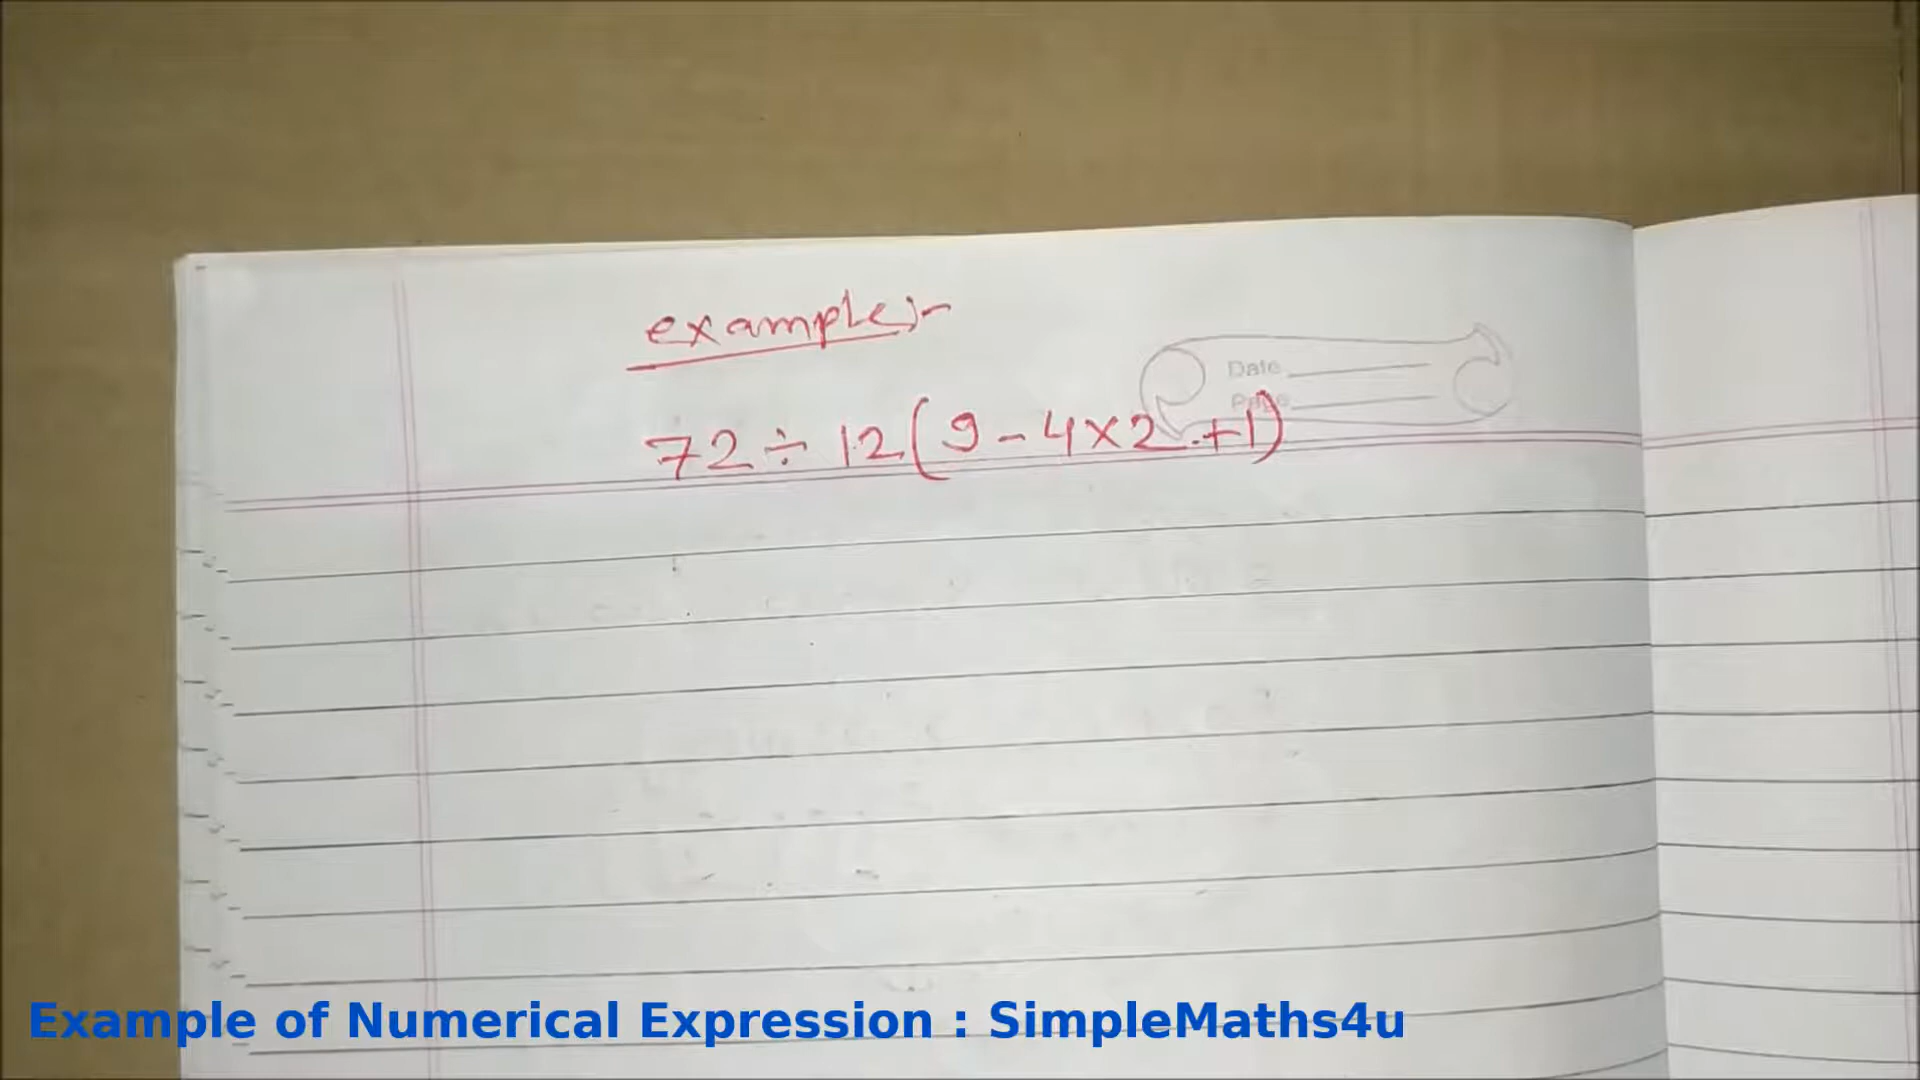 example:-
Date
Page
72 ÷ 12(9 - 4 × 2 + 1)
Example of Numerical Expression : SimpleMaths4u